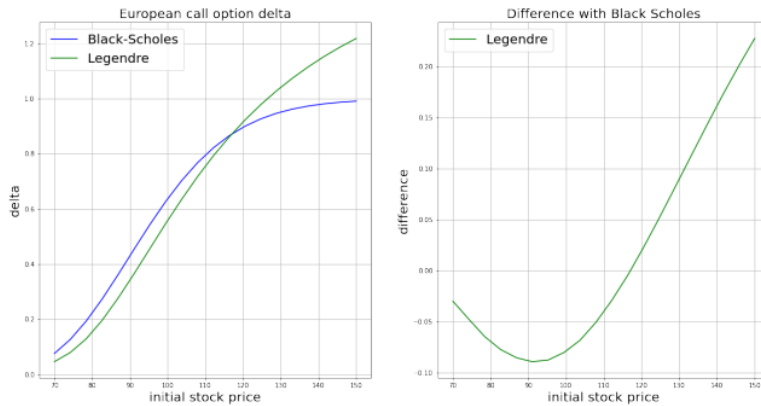 European call option delta
Black-Scholes
Legendre
1.2
1.0
0.8
0.6
0.4
0.2
0.0
delta
70 80 90 100 110 120 130 140 150
initial stock price
Difference with Black Scholes
Legendre
0.20
0.15
0.10
0.05
0.00
−0.05
−0.10
difference
70 80 90 100 110 120 130 140 150
initial stock price